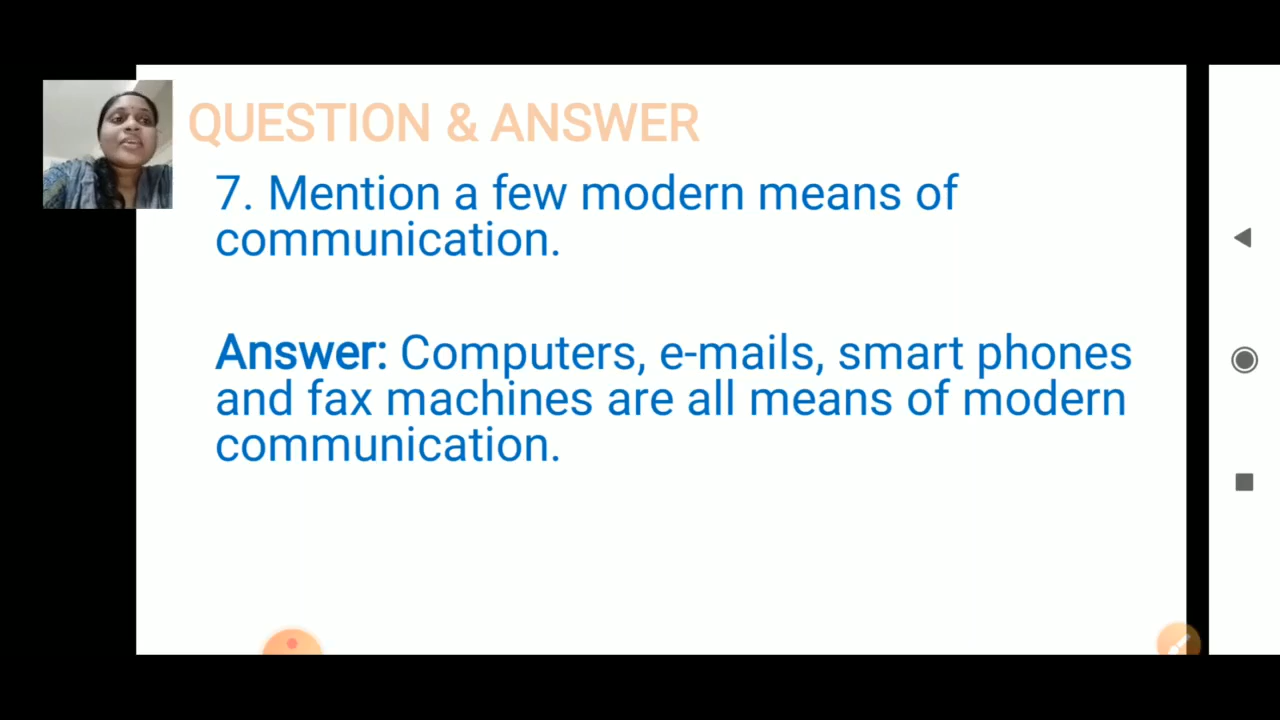 QUESTION & ANSWER
7. Mention a few modern means of
communication.
Answer: Computers, e-mails, smart phones
and fax machines are all means of modern
communication.